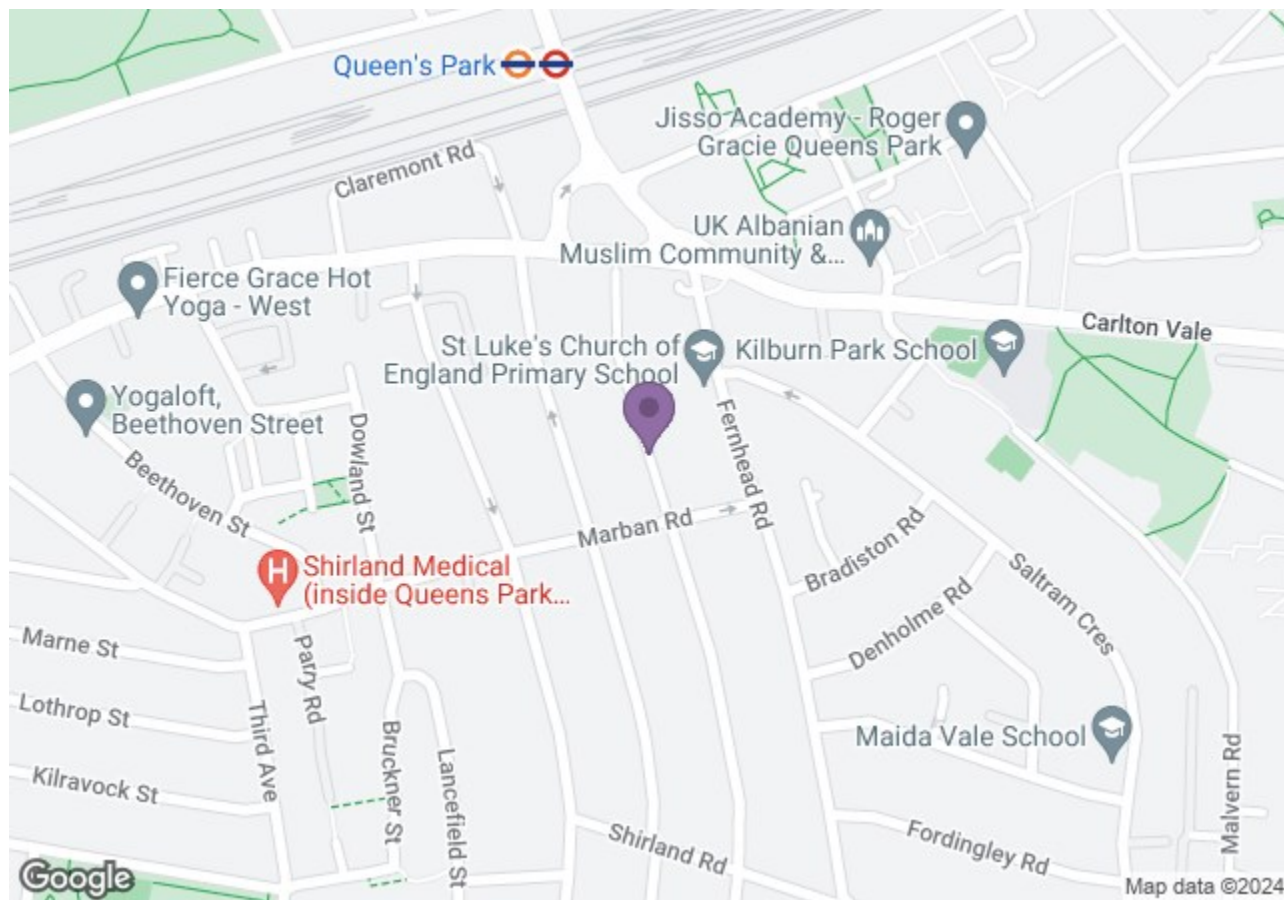 Queen's Park
Jisso Academy - Roger
Gracie Queens Park
Claremont Rd
UK Albanian
Muslim Community &...
Fierce Grace Hot
Yoga - West
Carlton Vale
St Luke's Church of
England Primary School
Kilburn Park School
Yogaloft,
Beethoven Street
Fernhead Rd
Dowland St
Beethoven St
Marban Rd
Bradiston Rd
Shirland Medical
(inside Queens Park...
Saltram Cres
Denholme Rd
Marne St
Parry Rd
Lothrop St
Third Ave
Bruckner St
Lancefield St
Maida Vale School
Malvern Rd
Kilravock St
Shirland Rd
Fordingley Rd
Google
Map data ©2024
H